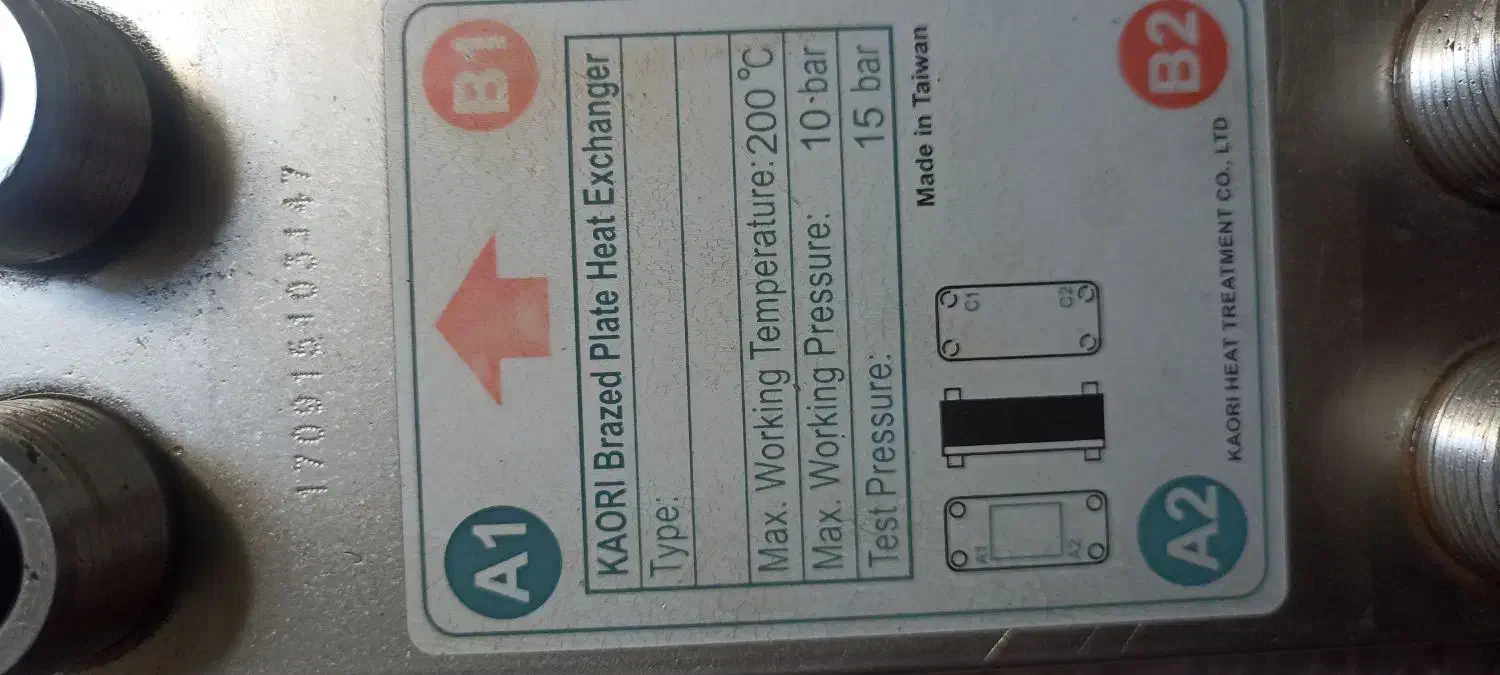 170915103147
A1
B1
KAORI Brazed Plate Heat Exchanger
Type:
Max. Working Temperature: 200 °C
Max. Working Pressure: 10 bar
Test Pressure: 15 bar
Made in Taiwan
A1
C1
A2
C2
A2
B2
KAORI HEAT TREATMENT CO., LTD